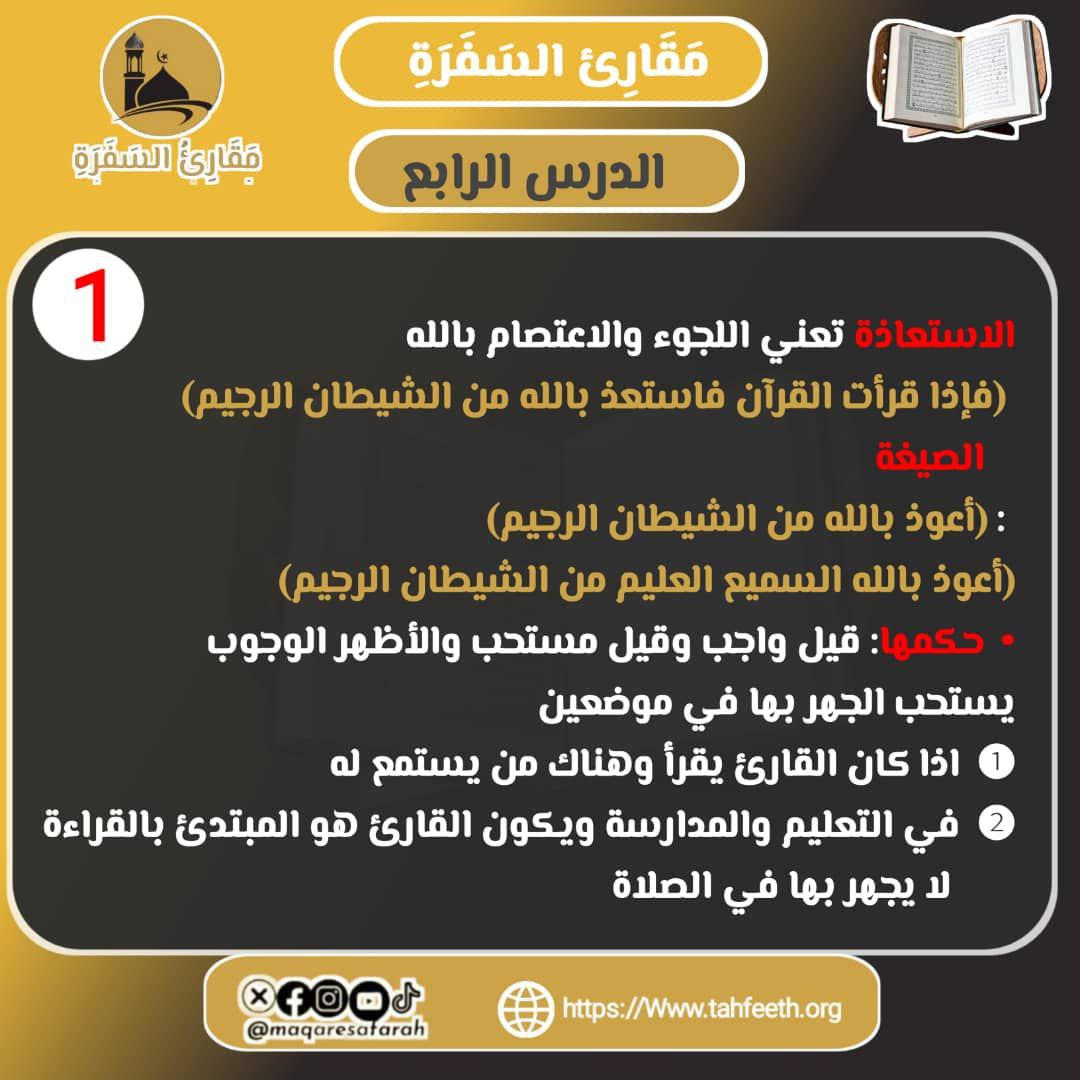 مَقَارِئُ السَفَرَةِ
مَقَارِئ السَفَرَةِ
الدرس الرابع
1
الاستعاذة تعني اللجوء والاعتصام بالله
(فإذا قرأت القرآن فاستعذ بالله من الشيطان الرجيم)
الصيغة
: (أعوذ بالله من الشيطان الرجيم)
(أعوذ بالله السميع العليم من الشيطان الرجيم)
• حكمها: قيل واجب وقيل مستحب والأظهر الوجوب
يستحب الجهر بها في موضعين
1 اذا كان القارئ يقرأ وهناك من يستمع له
2 في التعليم والمدارسة ويكون القارئ هو المبتدئ بالقراءة
لا يجهر بها في الصلاة
@maqaresafarah
https://Www.tahfeeth.org